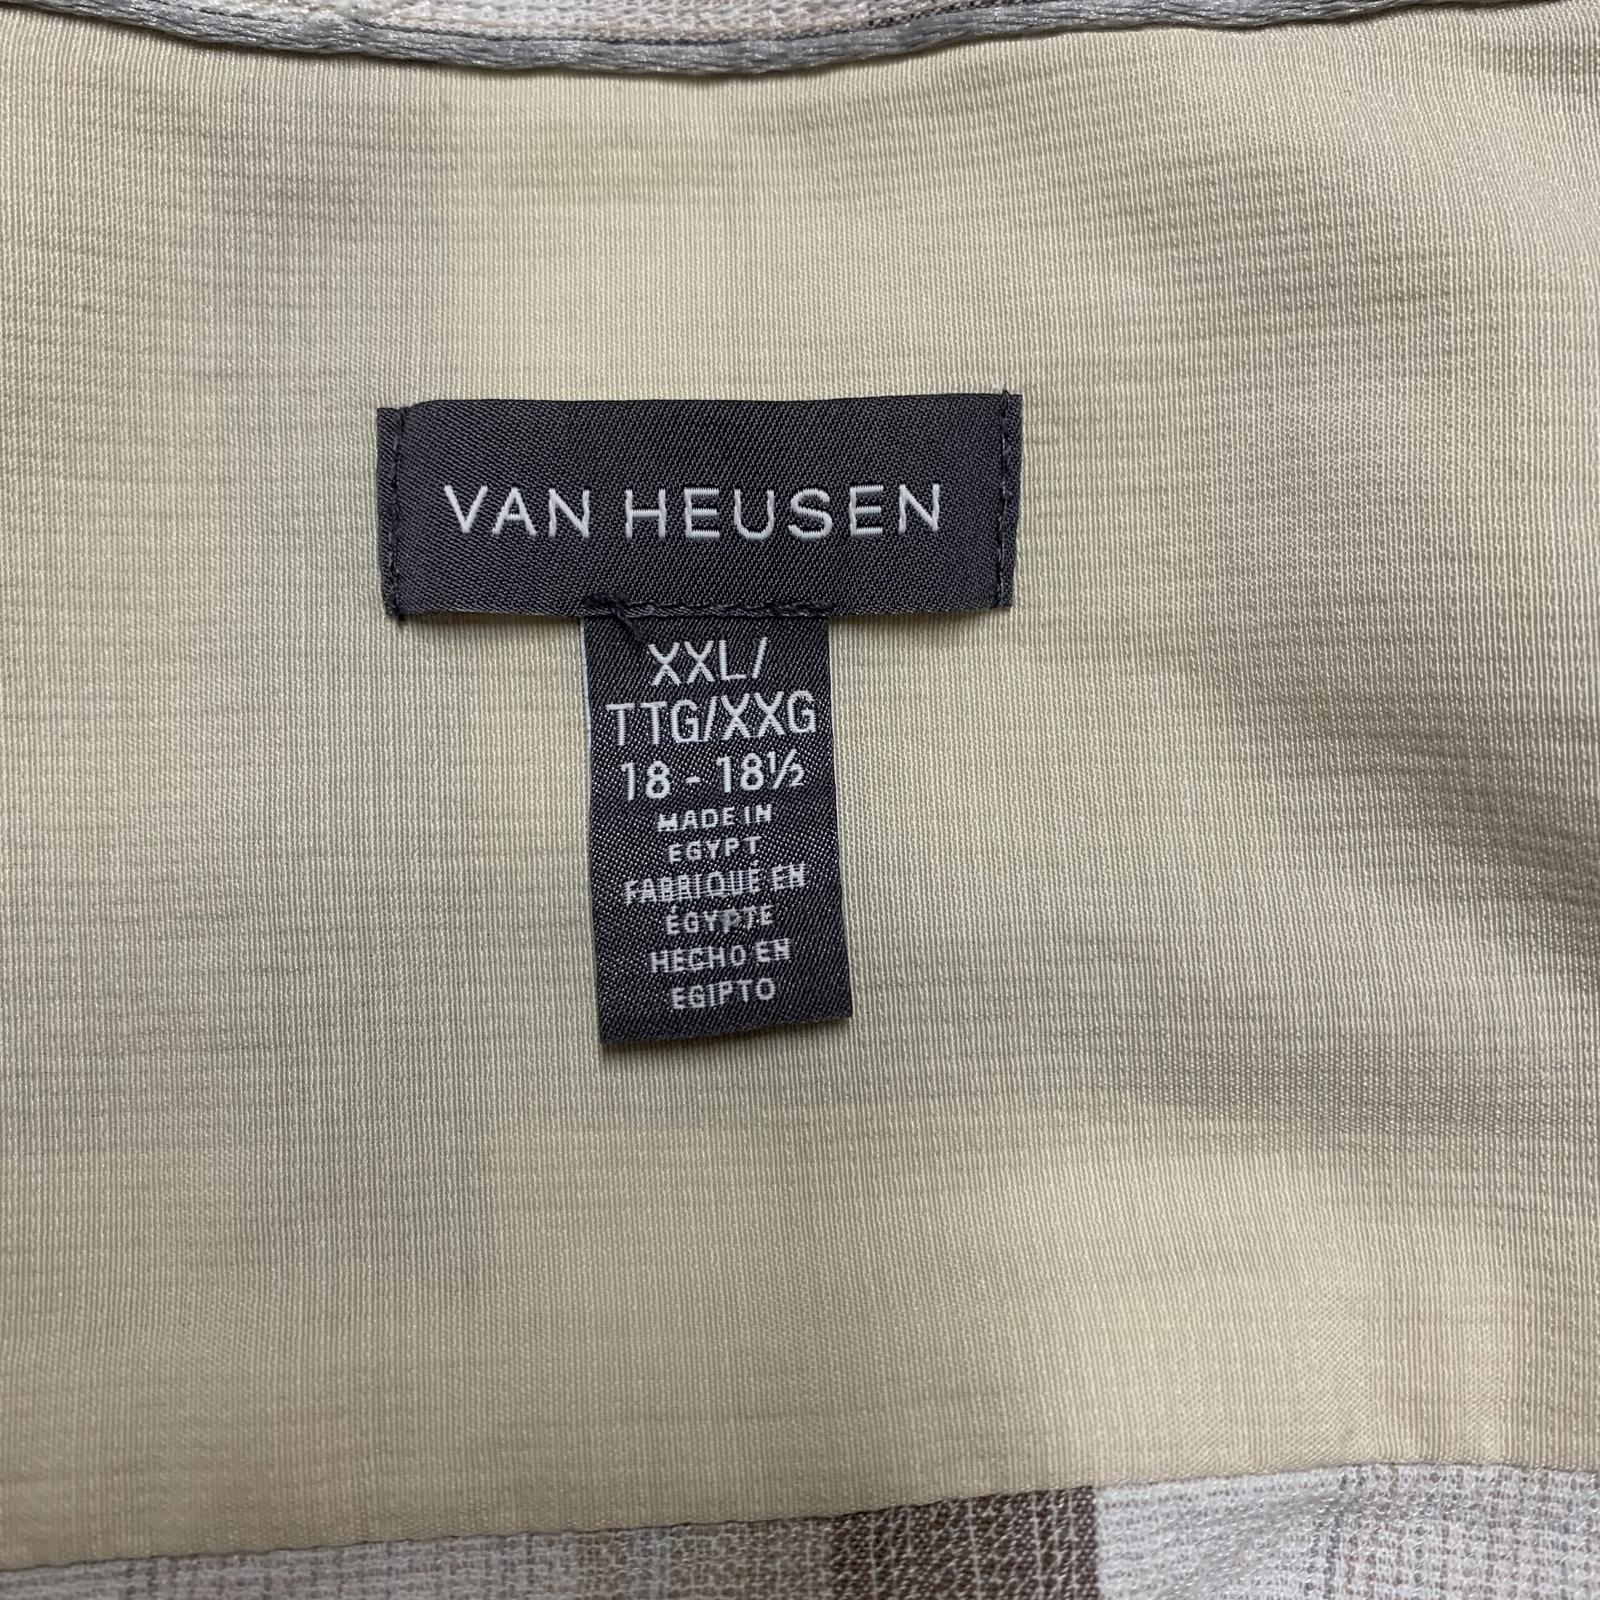 VAN HEUSEN
XXL/
TTG/XXG
18 - 18½
MADE IN
EGYPT
FABRIQUÉ EN
ÉGYPTE
HECHO EN
EGIPTO